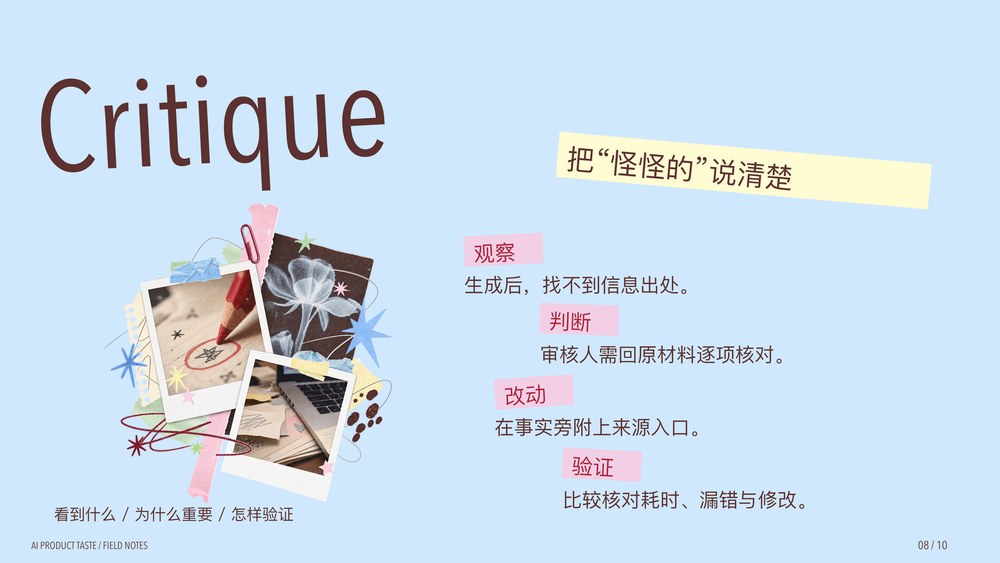 Critique
把“怪怪的”说清楚
观察
生成后，找不到信息出处。
判断
审核人需回原材料逐项核对。
改动
在事实旁附上来源入口。
验证
比较核对耗时、漏错与修改。
看到什么 / 为什么重要 / 怎样验证
AI PRODUCT TASTE / FIELD NOTES
08 / 10